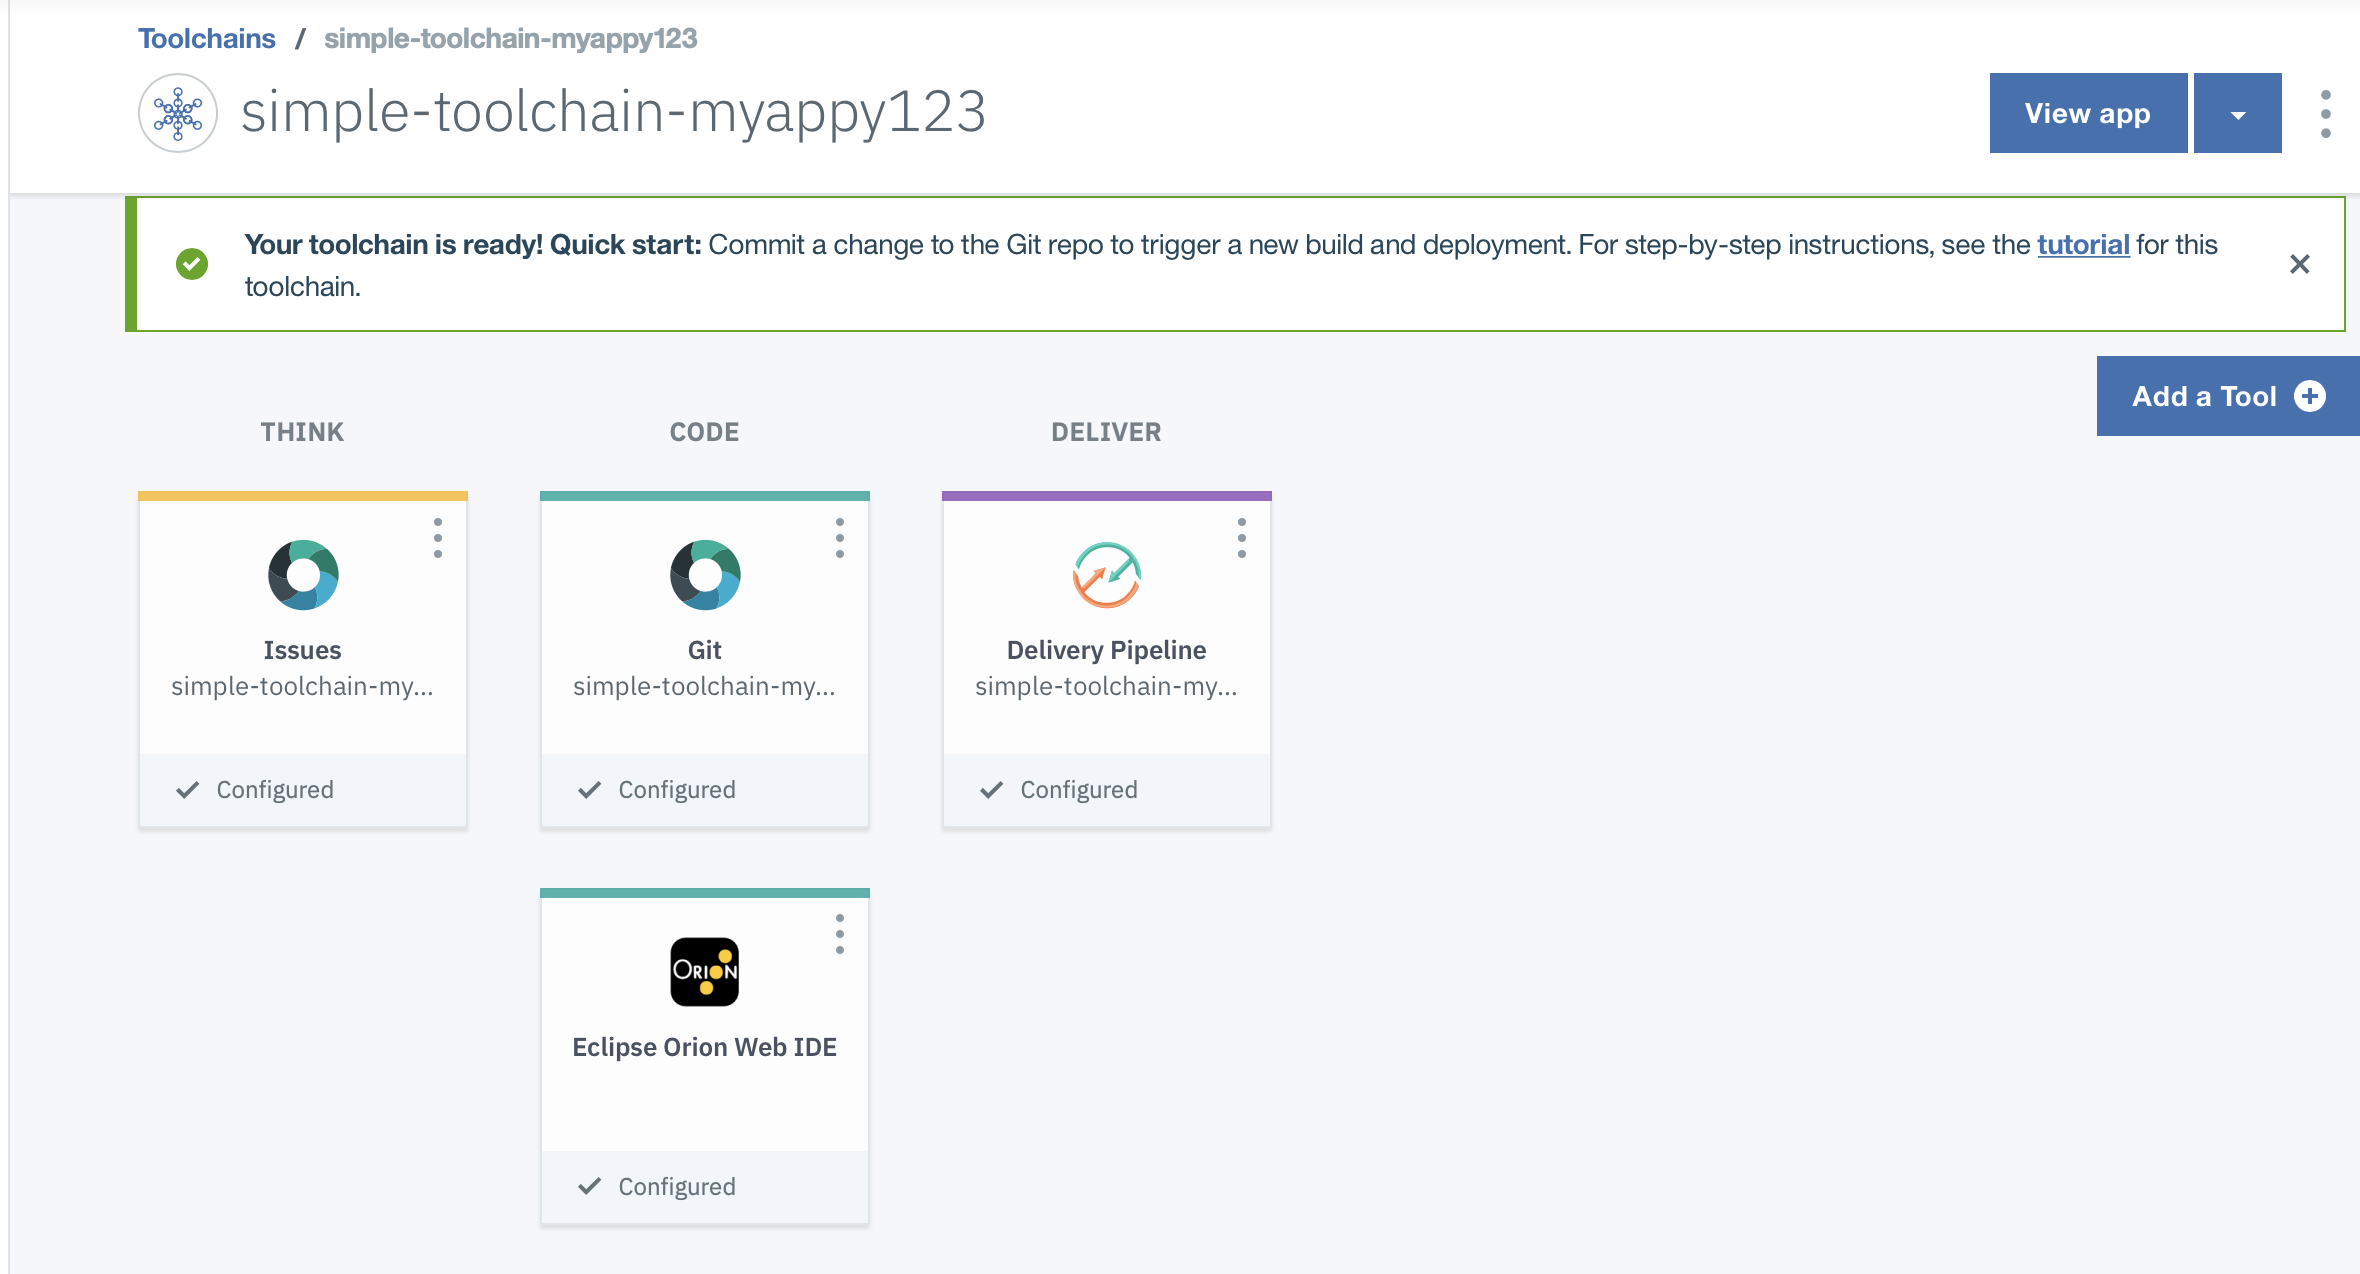 Toolchains / simple-toolchain-myappy123
simple-toolchain-myappy123
View app
Your toolchain is ready! Quick start: Commit a change to the Git repo to trigger a new build and deployment. For step-by-step instructions, see the tutorial for this
toolchain.
Add a Tool
THINK
CODE
DELIVER
Issues
simple-toolchain-my...
Configured
Git
simple-toolchain-my...
Configured
Delivery Pipeline
simple-toolchain-my...
Configured
ORION
Eclipse Orion Web IDE
Configured